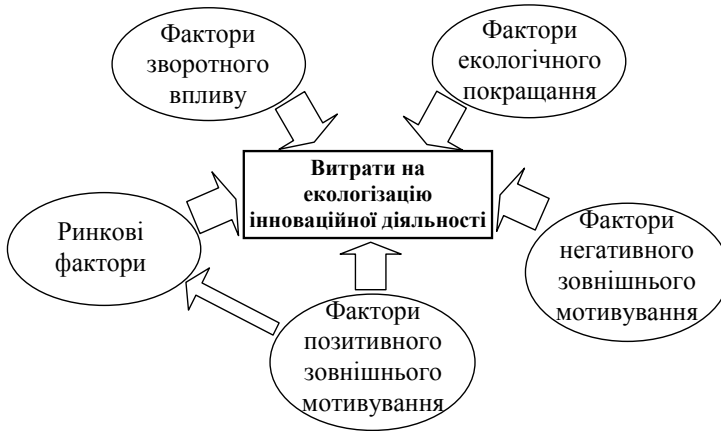 Фактори
зворотного
впливу
Фактори
екологічного
покращання
Витрати на
екологізацію
інноваційної діяльності
Ринкові
фактори
Фактори
негативного
зовнішнього
мотивування
Фактори
позитивного
зовнішнього
мотивування